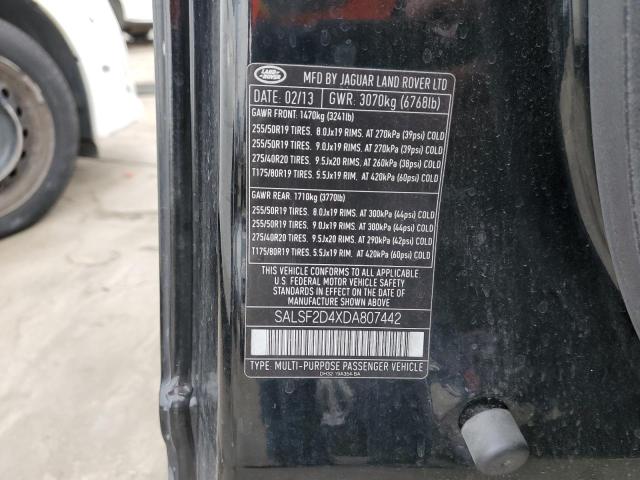 LAND ROVER
MFD BY JAGUAR LAND ROVER LTD
DATE: 02/13 GWR: 3070kg (6768lb)
GAWR FRONT: 1470kg (3241lb)
255/50R19 TIRES. 8.0Jx19 RIMS. AT 270kPa (39psi) COLD
255/50R19 TIRES. 9.0Jx19 RIMS. AT 270kPa (39psi) COLD
275/40R20 TIRES. 9.5Jx20 RIMS. AT 260kPa (38psi) COLD
T175/80R19 TIRES. 5.5Jx19 RIM. AT 420kPa (60psi) COLD
GAWR REAR: 1710kg (3770lb)
255/50R19 TIRES. 8.0Jx19 RIMS. AT 300kPa (44psi) COLD
255/50R19 TIRES. 9.0Jx19 RIMS. AT 300kPa (44psi) COLD
275/40R20 TIRES. 9.5Jx20 RIMS. AT 290kPa (42psi) COLD
T175/80R19 TIRES. 5.5Jx19 RIM. AT 420kPa (60psi) COLD
THIS VEHICLE CONFORMS TO ALL APPLICABLE
U.S. FEDERAL MOTOR VEHICLE SAFETY
AND THEFT PREVENTION STANDARDS IN EFFECT ON
THE DATE OF MANUFACTURE SHOWN ABOVE.
SALSF2D4XDA807442
TYPE: MULTI-PURPOSE PASSENGER VEHICLE
DH32 19A354 BA